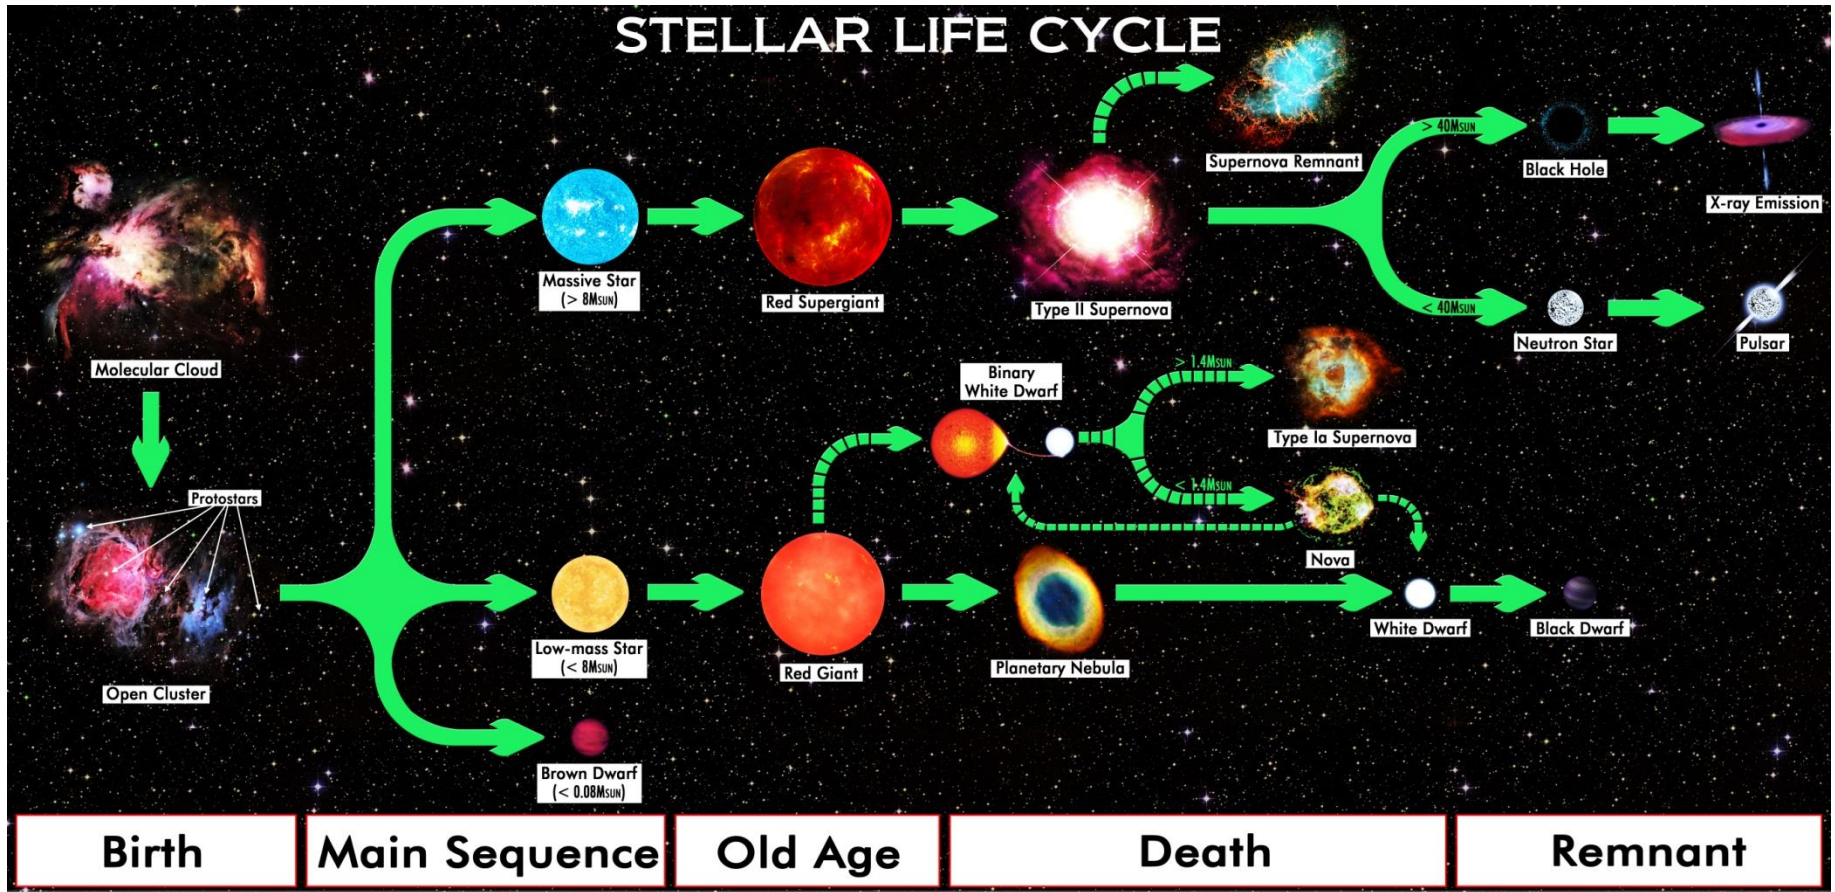 STELLAR LIFE CYCLE
Supernova Remnant
> 40MSUN
Black Hole
X-ray Emission
Massive Star
(> 8MSUN)
Red Supergiant
Type II Supernova
< 40MSUN
Neutron Star
Pulsar
Molecular Cloud
Binary
White Dwarf
> 1.4MSUN
Type Ia Supernova
Protostars
< 1.4MSUN
Nova
Open Cluster
Low-mass Star
(< 8MSUN)
Red Giant
Planetary Nebula
White Dwarf
Black Dwarf
Brown Dwarf
(< 0.08MSUN)
Birth
Main Sequence
Old Age
Death
Remnant